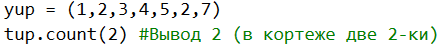 yup = (1,2,3,4,5,2,7)
tup.count(2) #Вывод 2 (в кортеже две 2-ки)